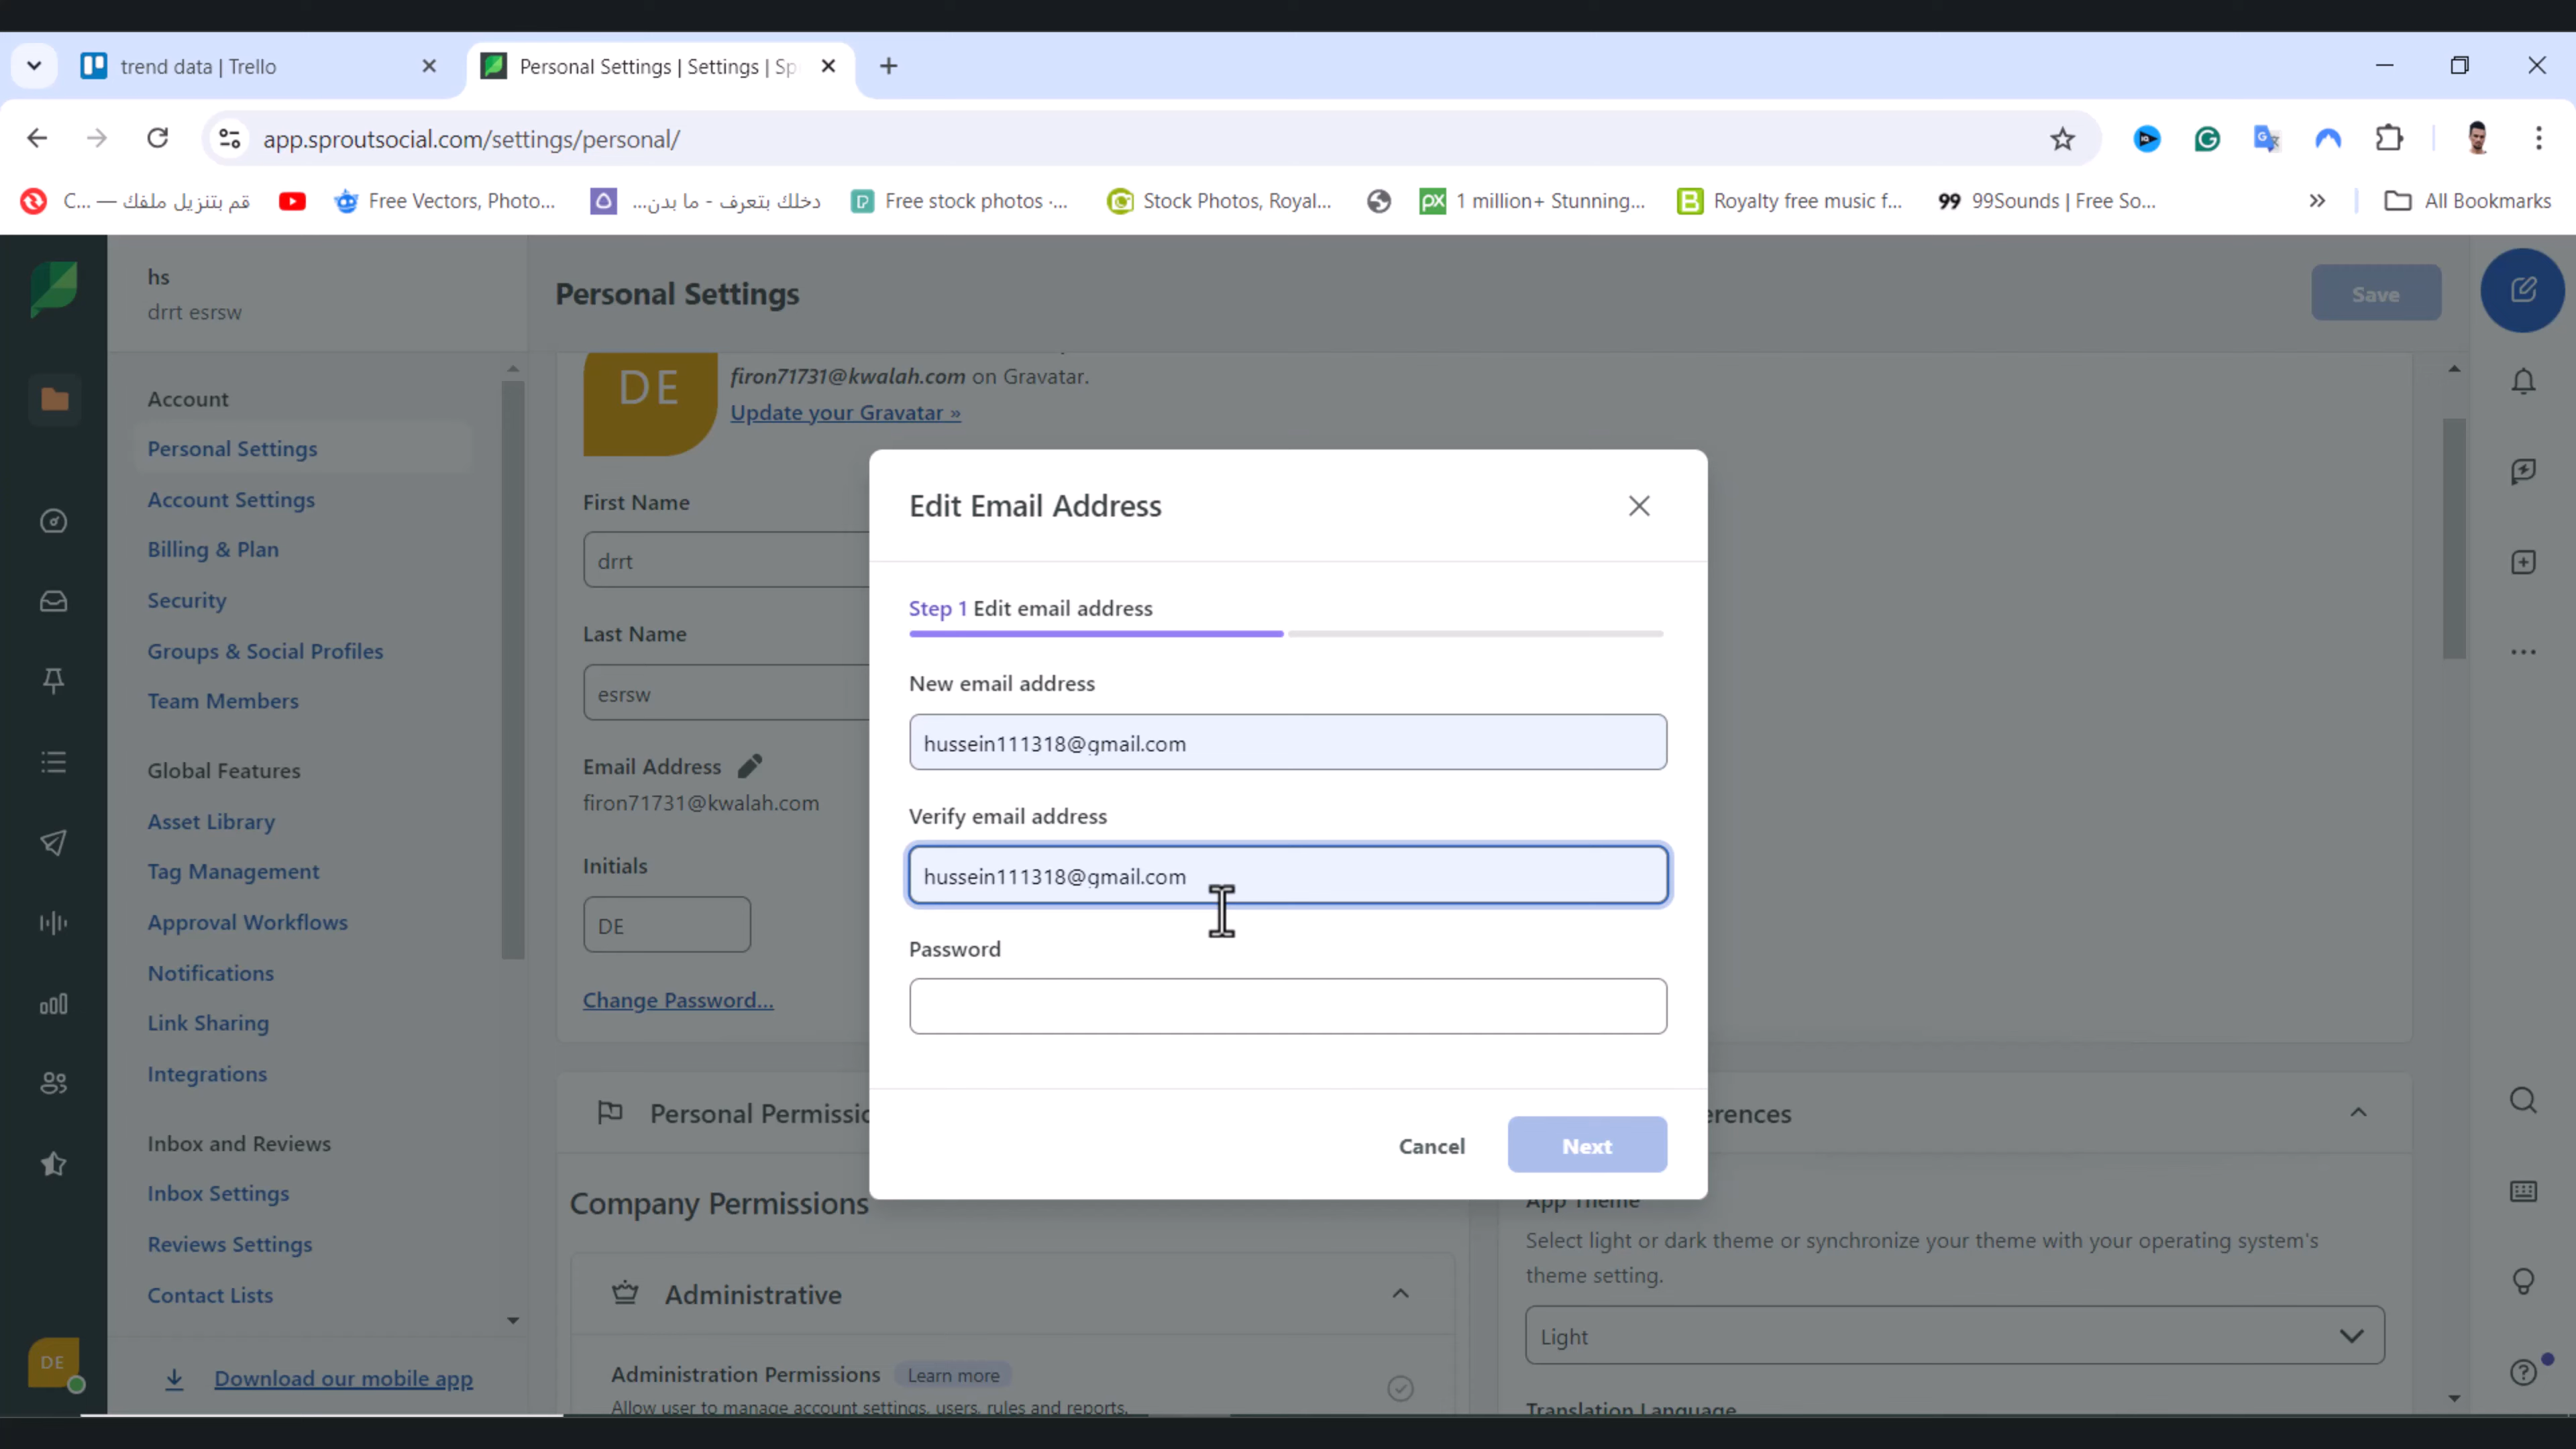 trend data | Trello
Personal Settings | Settings | Sp
app.sproutsocial.com/settings/personal/
قم بتنزيل ملفك — C...
Free Vectors, Photo...
دخلك بتعرف - ما بدن...
Free stock photos ·...
Stock Photos, Royal...
1 million+ Stunning...
Royalty free music f...
99Sounds | Free So...
All Bookmarks
hs
drrt esrsw
Personal Settings
Save
Account
Personal Settings
Account Settings
Billing & Plan
Security
Groups & Social Profiles
Team Members
Global Features
Asset Library
Tag Management
Approval Workflows
Notifications
Link Sharing
Integrations
Inbox and Reviews
Inbox Settings
Reviews Settings
Contact Lists
DE
Download our mobile app
DE
firon71731@kwalah.com on Gravatar.
Update your Gravatar »
First Name
drrt
Last Name
esrsw
Email Address
firon71731@kwalah.com
Initials
DE
Change Password...
Edit Email Address
Step 1 Edit email address
New email address
hussein111318@gmail.com
Verify email address
hussein111318@gmail.com
Password
Cancel
Next
Personal Permissic
Company Permissions
Administrative
Administration Permissions
Learn more
Allow user to manage account settings, users, rules and reports.
erences
App Theme
Select light or dark theme or synchronize your theme with your operating system's
theme setting.
Light
Translation Language